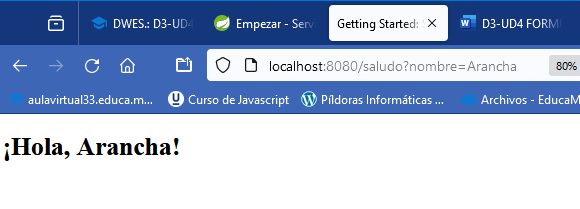 DWES.: D3-UD4 Empezar - Serv Getting Started: S D3-UD4 FORM
localhost:8080/saludo?nombre=Arancha 80%
aulavirtual33.educa.m... Curso de Javascript Píldoras Informáticas ... Archivos - EducaM
¡Hola, Arancha!